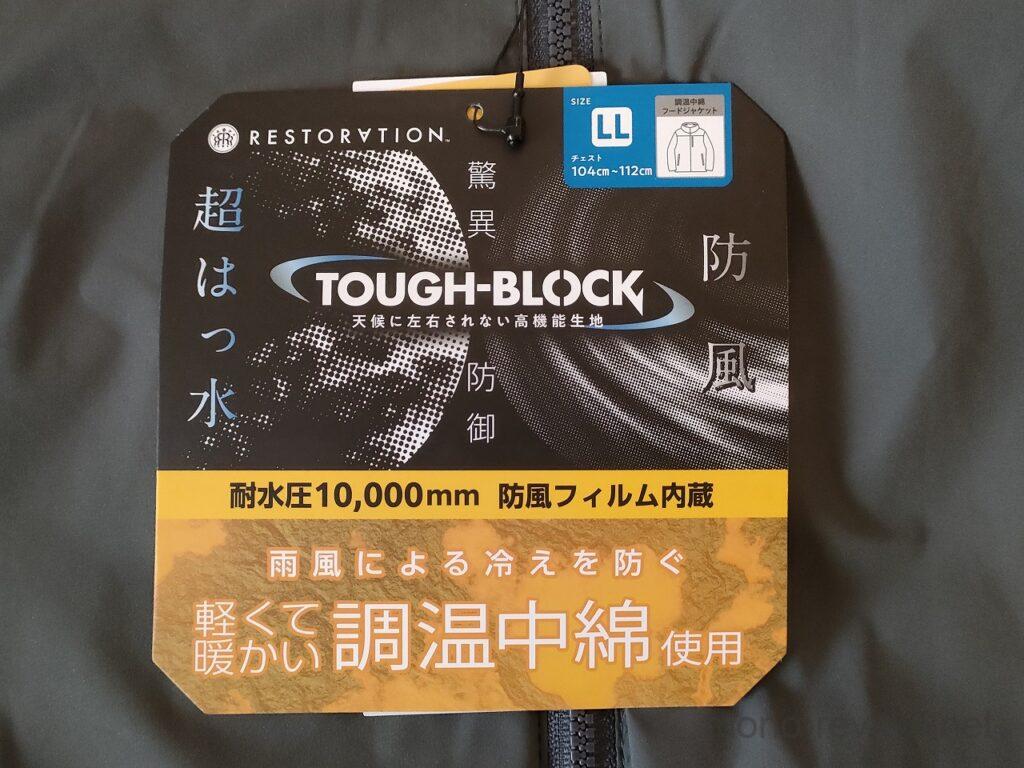 RESTORATION™
SIZE
LL
チェスト
104㎝~112㎝
調温中綿
フードジャケット
超はっ水
驚異
防御
防風
TOUGH-BLOCK
天候に左右されない高機能生地
耐水圧10,000mm 防風フィルム内蔵
雨風による冷えを防ぐ
軽くて
暖かい
調温中綿使用